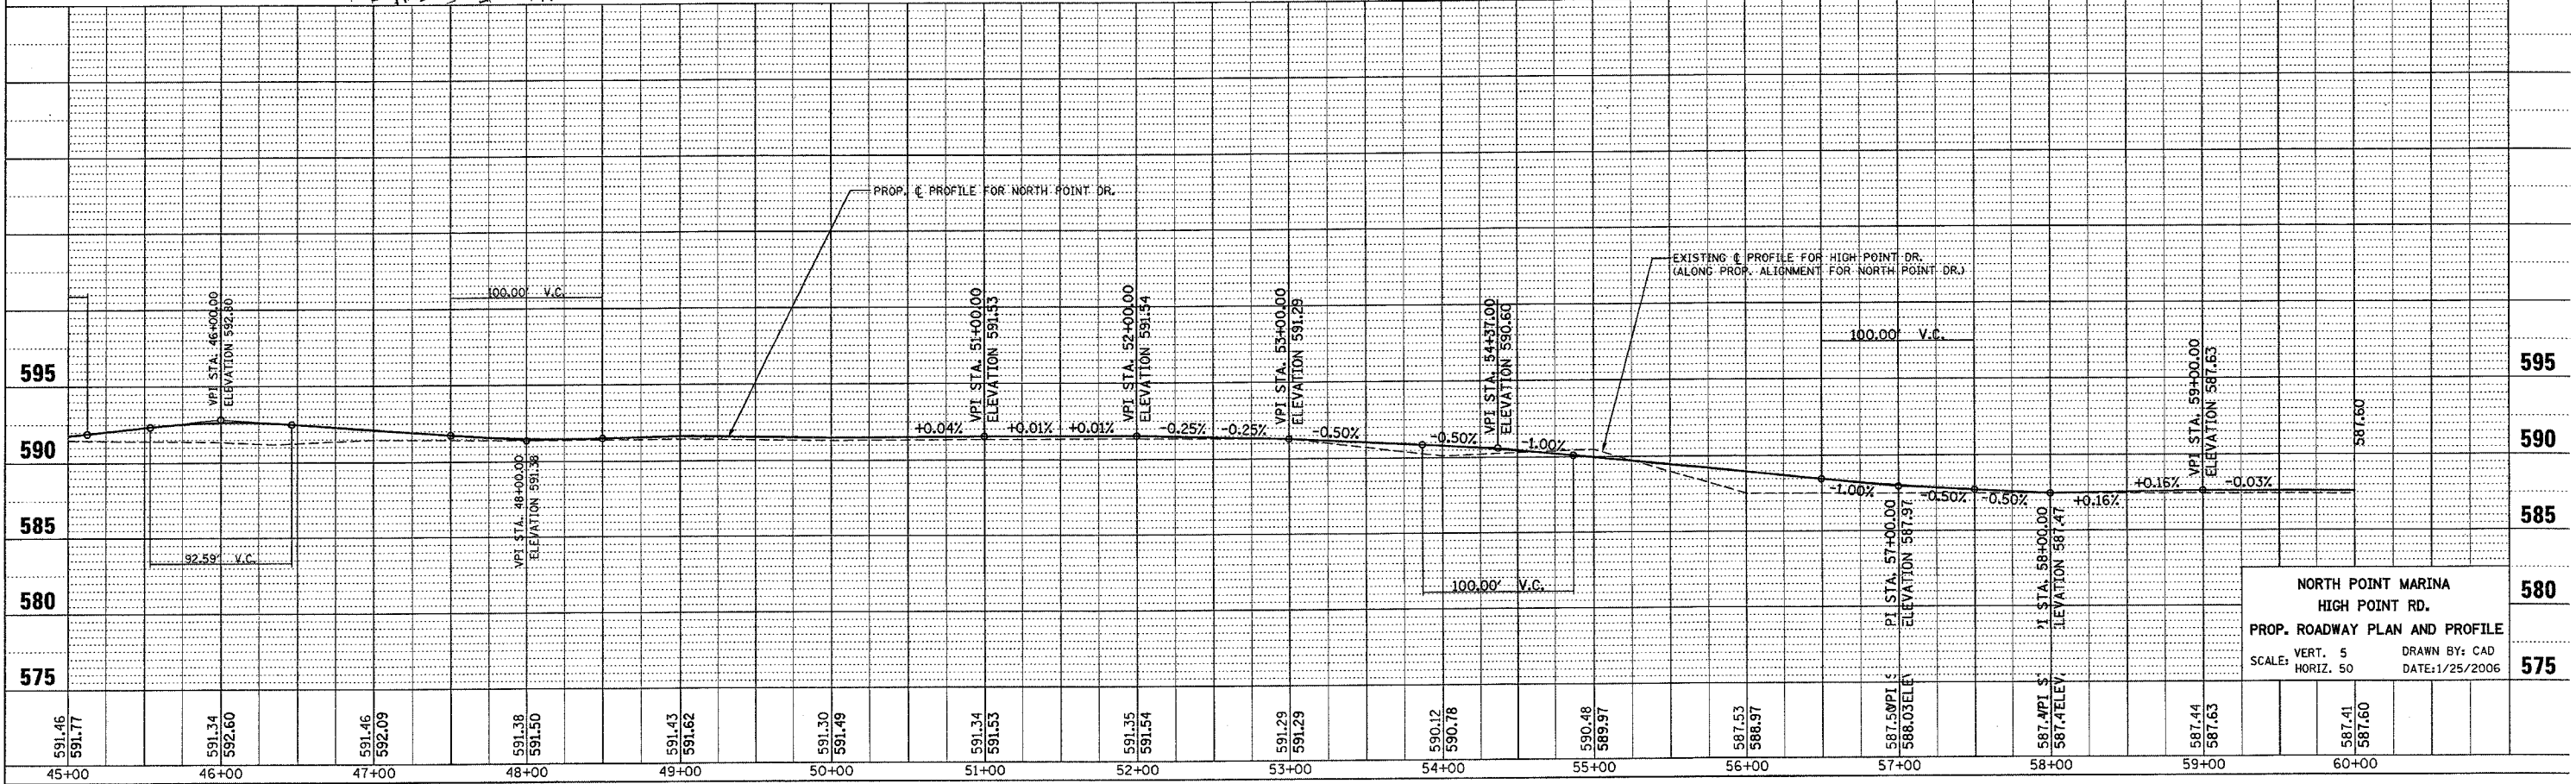 PROP. ℄ PROFILE FOR NORTH POINT DR.
EXISTING ℄ PROFILE FOR HIGH POINT DR.
(ALONG PROP. ALIGNMENT FOR NORTH POINT DR.)
100.00' V.C.
VPI STA. 46+00.00
ELEVATION 592.80
VPI STA. 51+00.00
ELEVATION 591.53
VPI STA. 52+00.00
ELEVATION 591.54
VPI STA. 53+00.00
ELEVATION 591.29
VPI STA. 54+37.00
ELEVATION 590.60
100.00' V.C.
VPI STA. 59+00.00
ELEVATION 587.63
587.60
595
595
590
+0.04%
+0.01%
+0.01%
-0.25%
-0.25%
-0.50%
-0.50%
-1.00%
-1.00%
-0.50%
-0.50%
+0.16%
+0.16%
-0.03%
590
VPI STA. 48+00.00
ELEVATION 591.38
PI STA. 57+00.00
ELEVATION 587.97
PI STA. 58+00.00
LEVATION 587.47
585
585
92.59' V.C.
100.00' V.C.
580
580
NORTH POINT MARINA
HIGH POINT RD.
PROP. ROADWAY PLAN AND PROFILE
SCALE: VERT. 5 DRAWN BY: CAD
HORIZ. 50 DATE:1/25/2006
575
575
591.46
591.77
591.34
592.60
591.46
592.09
591.38
591.50
591.43
591.62
591.30
591.49
591.34
591.53
591.35
591.54
591.29
591.29
590.12
590.78
590.48
589.97
587.53
588.97
588.03
587.44
587.63
587.41
587.60
45+00 46+00 47+00 48+00 49+00 50+00 51+00 52+00 53+00 54+00 55+00 56+00 57+00 58+00 59+00 60+00